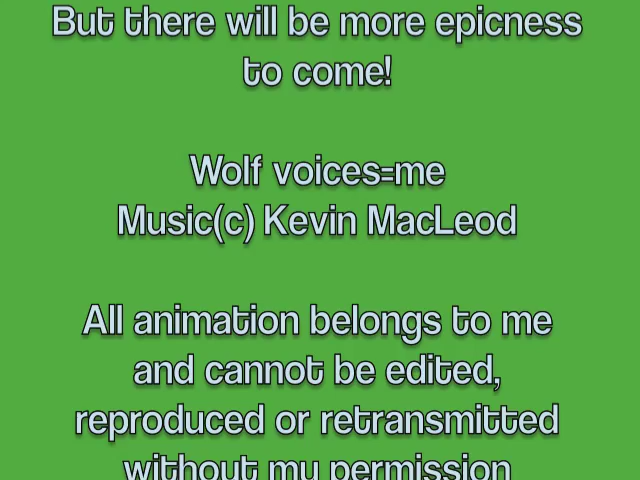 But there will be more epicness
to come!
Wolf voices=me
Music(c) Kevin MacLeod
All animation belongs to me
and cannot be edited,
reproduced or retransmitted
without my permission